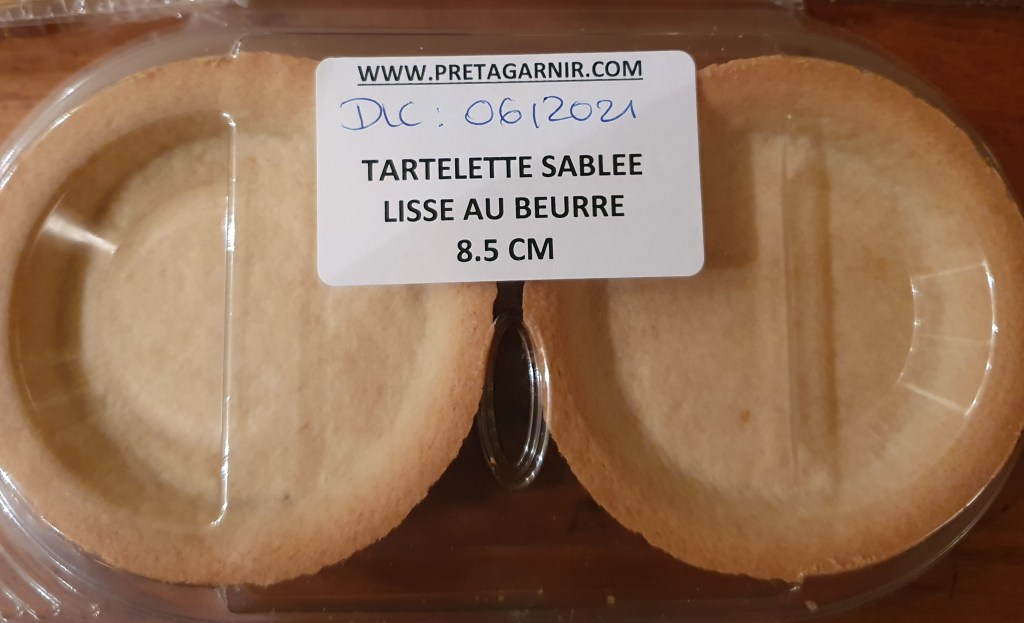 WWW.PRETAGARNIR.COM
DLC : 06/2021
TARTELETTE SABLEE
LISSE AU BEURRE
8.5 CM